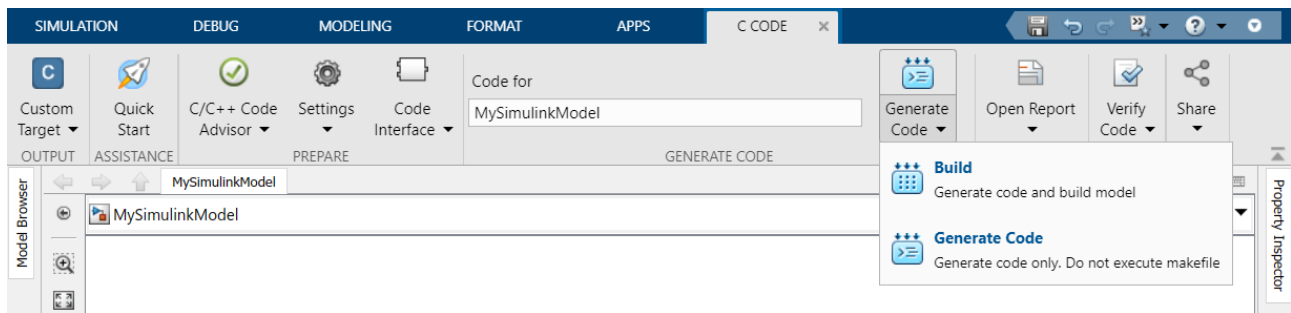 SIMULATION DEBUG MODELING FORMAT APPS C CODE
C
Custom Target
Quick Start
C/C++ Code Advisor
Settings
Code Interface
Code for
MySimulinkModel
Generate Code
Open Report
Verify Code
Share
OUTPUT ASSISTANCE PREPARE GENERATE CODE
Model Browser
MySimulinkModel
MySimulinkModel
Build
Generate code and build model
Generate Code
Generate code only. Do not execute makefile
Property Inspector